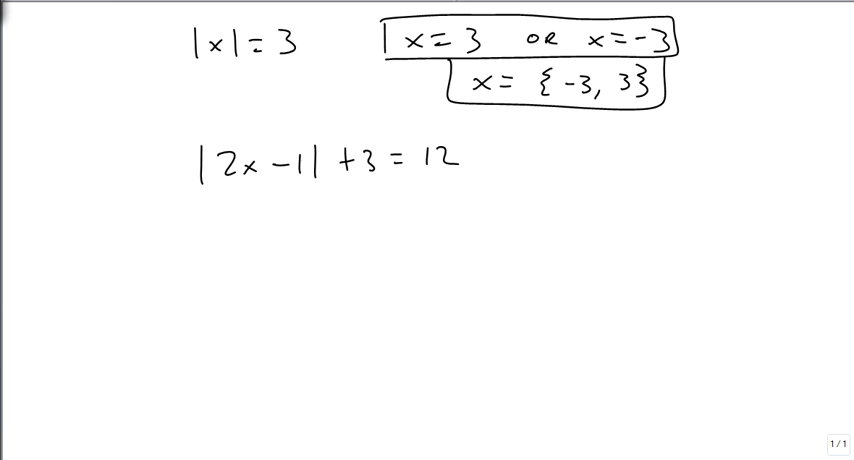 |x| = 3 x = 3 OR x = -3
x = {-3, 3}
|2x - 1| + 3 = 12
1 / 1